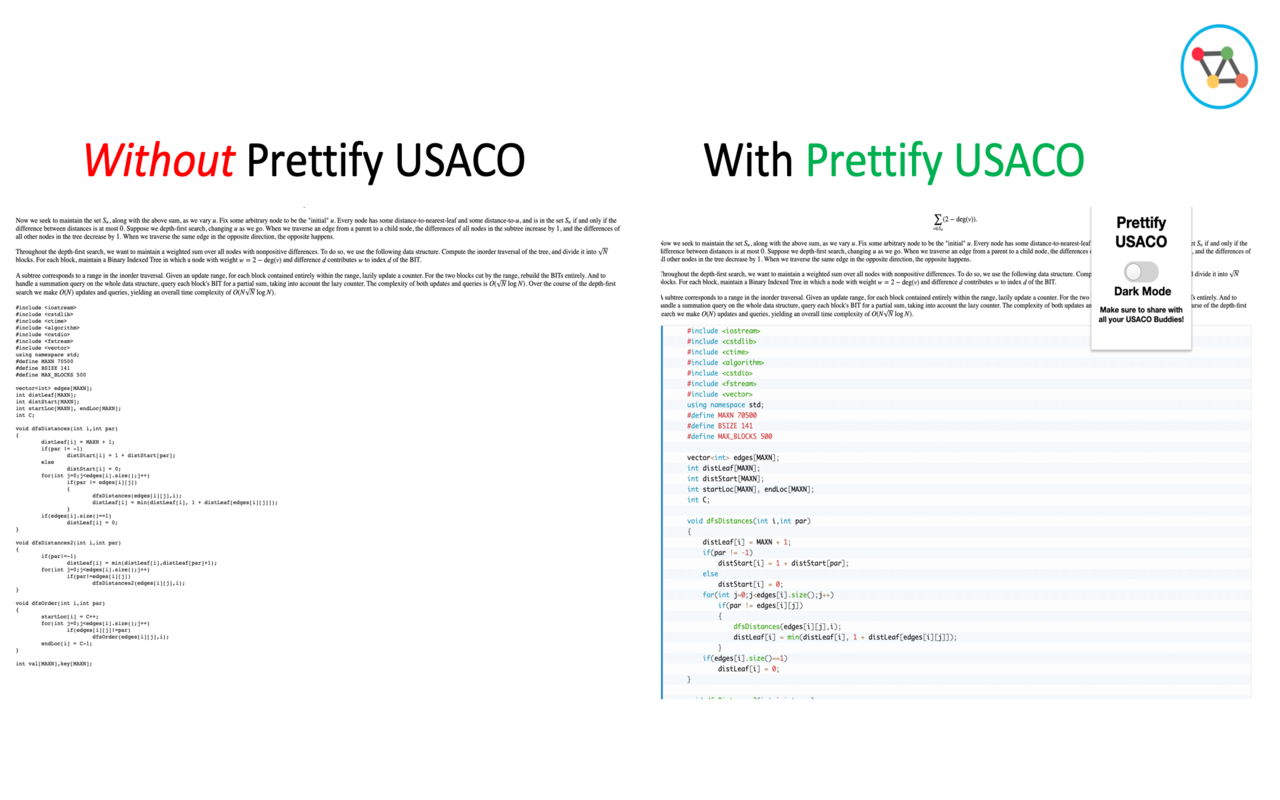 Without Prettify USACO
Now we seek to maintain the set Sᵤ, along with the above sum, as we vary u. Fix some arbitrary node to be the "initial" u. Every node has some distance-to-nearest-leaf and some distance-to-u, and is in the set Sᵤ if and only if the
difference between distances is at most 0. Suppose we depth-first search, changing u as we go. When we traverse an edge from a parent to a child node, the differences of all nodes in the subtree increase by 1, and the differences of
all other nodes in the tree decrease by 1. When we traverse the same edge in the opposite direction, the opposite happens.
Throughout the depth-first search, we want to maintain a weighted sum over all nodes with nonpositive differences. To do so, we use the following data structure. Compute the inorder traversal of the tree, and divide it into √N
blocks. For each block, maintain a Binary Indexed Tree in which a node with weight w = 2 − deg(v) and difference d contributes w to index d of the BIT.
A subtree corresponds to a range in the inorder traversal. Given an update range, for each block contained entirely within the range, lazily update a counter. For the two blocks cut by the range, rebuild the BITs entirely. And to
handle a summation query on the whole data structure, query each block's BIT for a partial sum, taking into account the lazy counter. The complexity of both updates and queries is O(√N log N). Over the course of the depth-first
search we make O(N) updates and queries, yielding an overall time complexity of O(N√N log N).
#include <iostream>
#include <cstdlib>
#include <ctime>
#include <algorithm>
#include <cstdio>
#include <fstream>
#include <vector>
using namespace std;
#define MAXN 70500
#define BSIZE 141
#define MAX_BLOCKS 500
vector<int> edges[MAXN];
int distLeaf[MAXN];
int distStart[MAXN];
int startLoc[MAXN], endLoc[MAXN];
int C;
void dfsDistances(int i,int par)
{
distLeaf[i] = MAXN + 1;
if(par != -1)
distStart[i] = 1 + distStart[par];
else
distStart[i] = 0;
for(int j=0;j<edges[i].size();j++)
if(par != edges[i][j])
{
dfsDistances(edges[i][j],i);
distLeaf[i] = min(distLeaf[i], 1 + distLeaf[edges[i][j]]);
}
if(edges[i].size()==1)
distLeaf[i] = 0;
}
void dfsDistances2(int i,int par)
{
if(par!=-1)
distLeaf[i] = min(distLeaf[i],distLeaf[par]+1);
for(int j=0;j<edges[i].size();j++)
if(par!=edges[i][j])
dfsDistances2(edges[i][j],i);
}
void dfsOrder(int i,int par)
{
startLoc[i] = C++;
for(int j=0;j<edges[i].size();j++)
if(edges[i][j]!=par)
dfsOrder(edges[i][j],i);
endLoc[i] = C-1;
}
int val[MAXN],key[MAXN];
With Prettify USACO
∑(2 − deg(v)).
v∈Sᵤ
Now we seek to maintain the set Sᵤ, along with the above sum, as we vary u. Fix some arbitrary node to be the "initial" u. Every node has some distance-to-nearest-leaf
et Sᵤ if and only if the
ifference between distances is at most 0. Suppose we depth-first search, changing u as we go. When we traverse an edge from a parent to a child node, the differences
, and the differences of
ll other nodes in the tree decrease by 1. When we traverse the same edge in the opposite direction, the opposite happens.
Throughout the depth-first search, we want to maintain a weighted sum over all nodes with nonpositive differences. To do so, we use the following data structure. Comp
d divide it into √N
locks. For each block, maintain a Binary Indexed Tree in which a node with weight w = 2 − deg(v) and difference d contributes w to index d of the BIT.
A subtree corresponds to a range in the inorder traversal. Given an update range, for each block contained entirely within the range, lazily update a counter. For the two
s entirely. And to
andle a summation query on the whole data structure, query each block's BIT for a partial sum, taking into account the lazy counter. The complexity of both updates an
urse of the depth-first
earch we make O(N) updates and queries, yielding an overall time complexity of O(N√N log N).
Prettify
USACO
Dark Mode
Make sure to share with
all your USACO Buddies!
#include <iostream>
#include <cstdlib>
#include <ctime>
#include <algorithm>
#include <cstdio>
#include <fstream>
#include <vector>
using namespace std;
#define MAXN 70500
#define BSIZE 141
#define MAX_BLOCKS 500
vector<int> edges[MAXN];
int distLeaf[MAXN];
int distStart[MAXN];
int startLoc[MAXN], endLoc[MAXN];
int C;
void dfsDistances(int i,int par)
{
distLeaf[i] = MAXN + 1;
if(par != -1)
distStart[i] = 1 + distStart[par];
else
distStart[i] = 0;
for(int j=0;j<edges[i].size();j++)
if(par != edges[i][j])
{
dfsDistances(edges[i][j],i);
distLeaf[i] = min(distLeaf[i], 1 + distLeaf[edges[i][j]]);
}
if(edges[i].size()==1)
distLeaf[i] = 0;
}